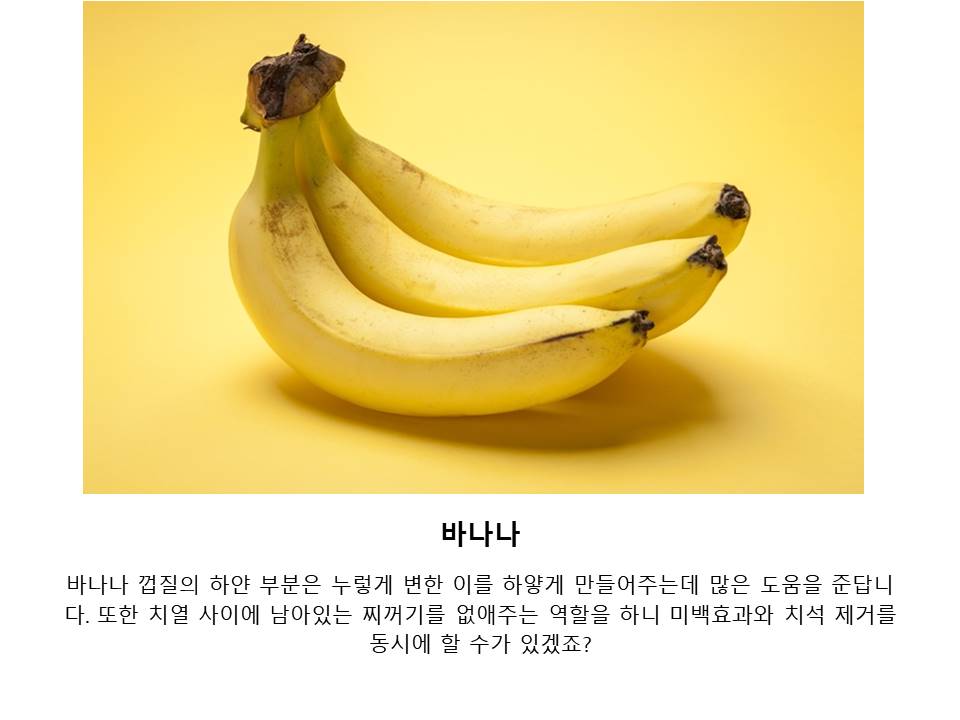 바나나
바나나 껍질의 하얀 부분은 누렇게 변한 이를 하얗게 만들어주는데 많은 도움을 준답니
다. 또한 치열 사이에 남아있는 찌꺼기를 없애주는 역할을 하니 미백효과와 치석 제거를
동시에 할 수가 있겠죠?